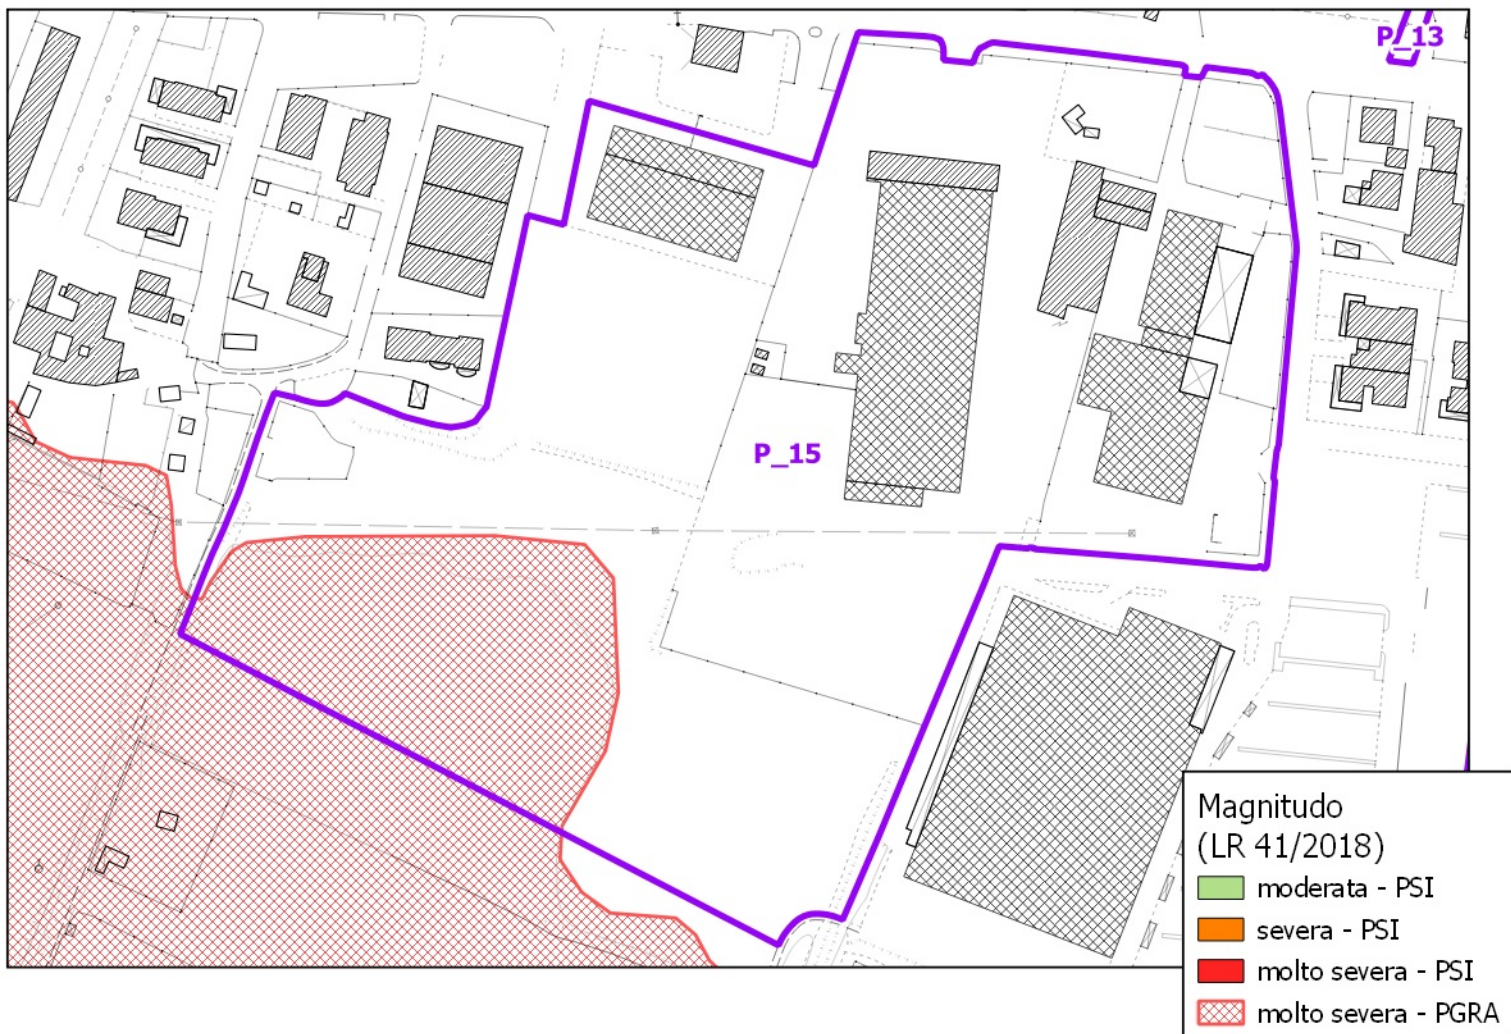 P_13
P_15
Magnitudo
(LR 41/2018)
moderata - PSI
severa - PSI
molto severa - PSI
molto severa - PGRA